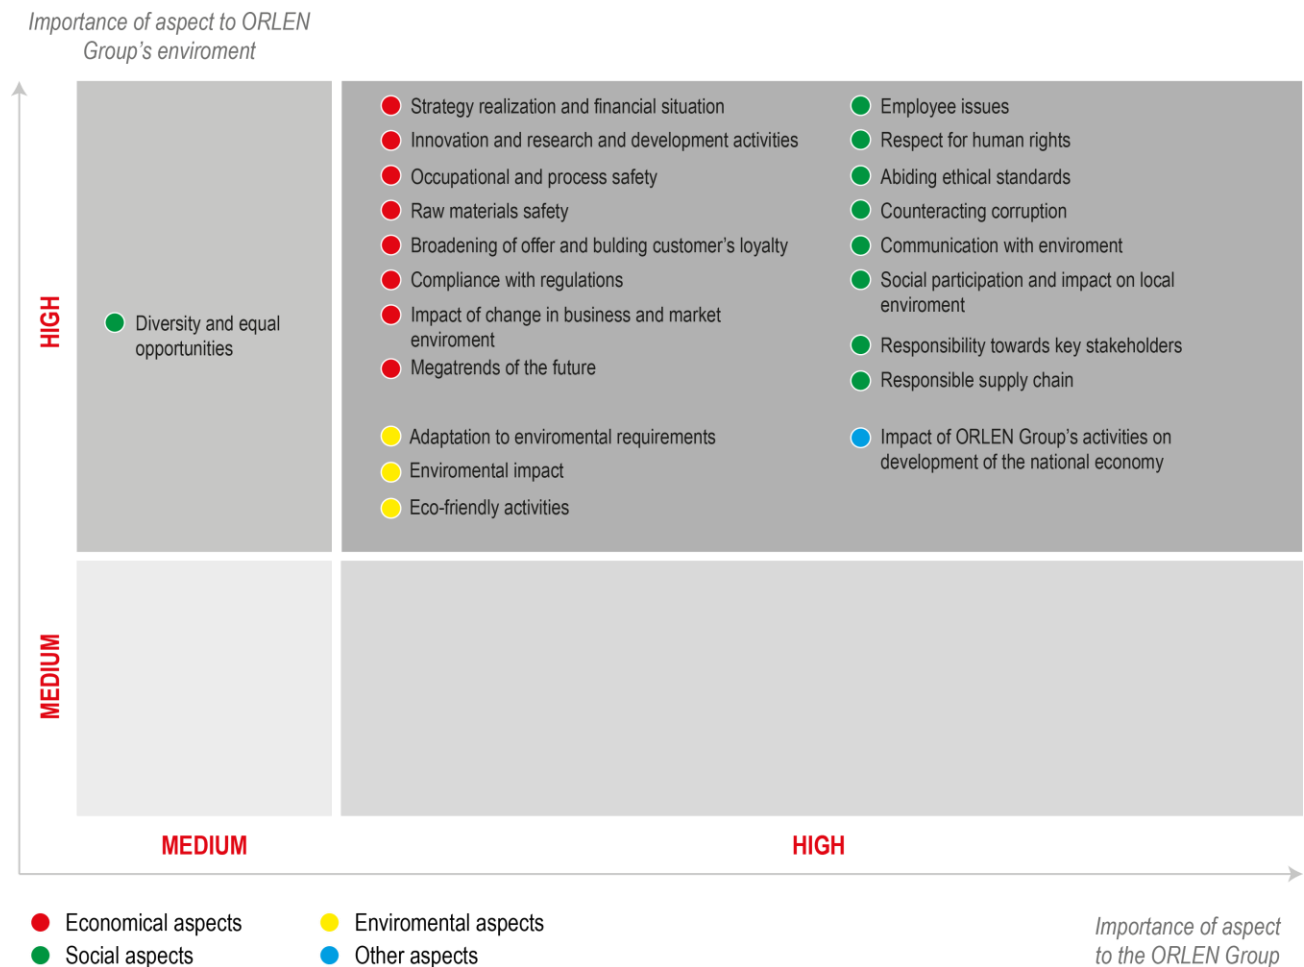 Importance of aspect to ORLEN
Group's enviroment
HIGH
MEDIUM
Diversity and equal
opportunities
Strategy realization and financial situation
Innovation and research and development activities
Occupational and process safety
Raw materials safety
Broadening of offer and bulding customer's loyalty
Compliance with regulations
Impact of change in business and market
enviroment
Megatrends of the future
Adaptation to enviromental requirements
Enviromental impact
Eco-friendly activities
Employee issues
Respect for human rights
Abiding ethical standards
Counteracting corruption
Communication with enviroment
Social participation and impact on local
enviroment
Responsibility towards key stakeholders
Responsible supply chain
Impact of ORLEN Group's activities on
development of the national economy
MEDIUM
HIGH
Economical aspects
Social aspects
Enviromental aspects
Other aspects
Importance of aspect
to the ORLEN Group